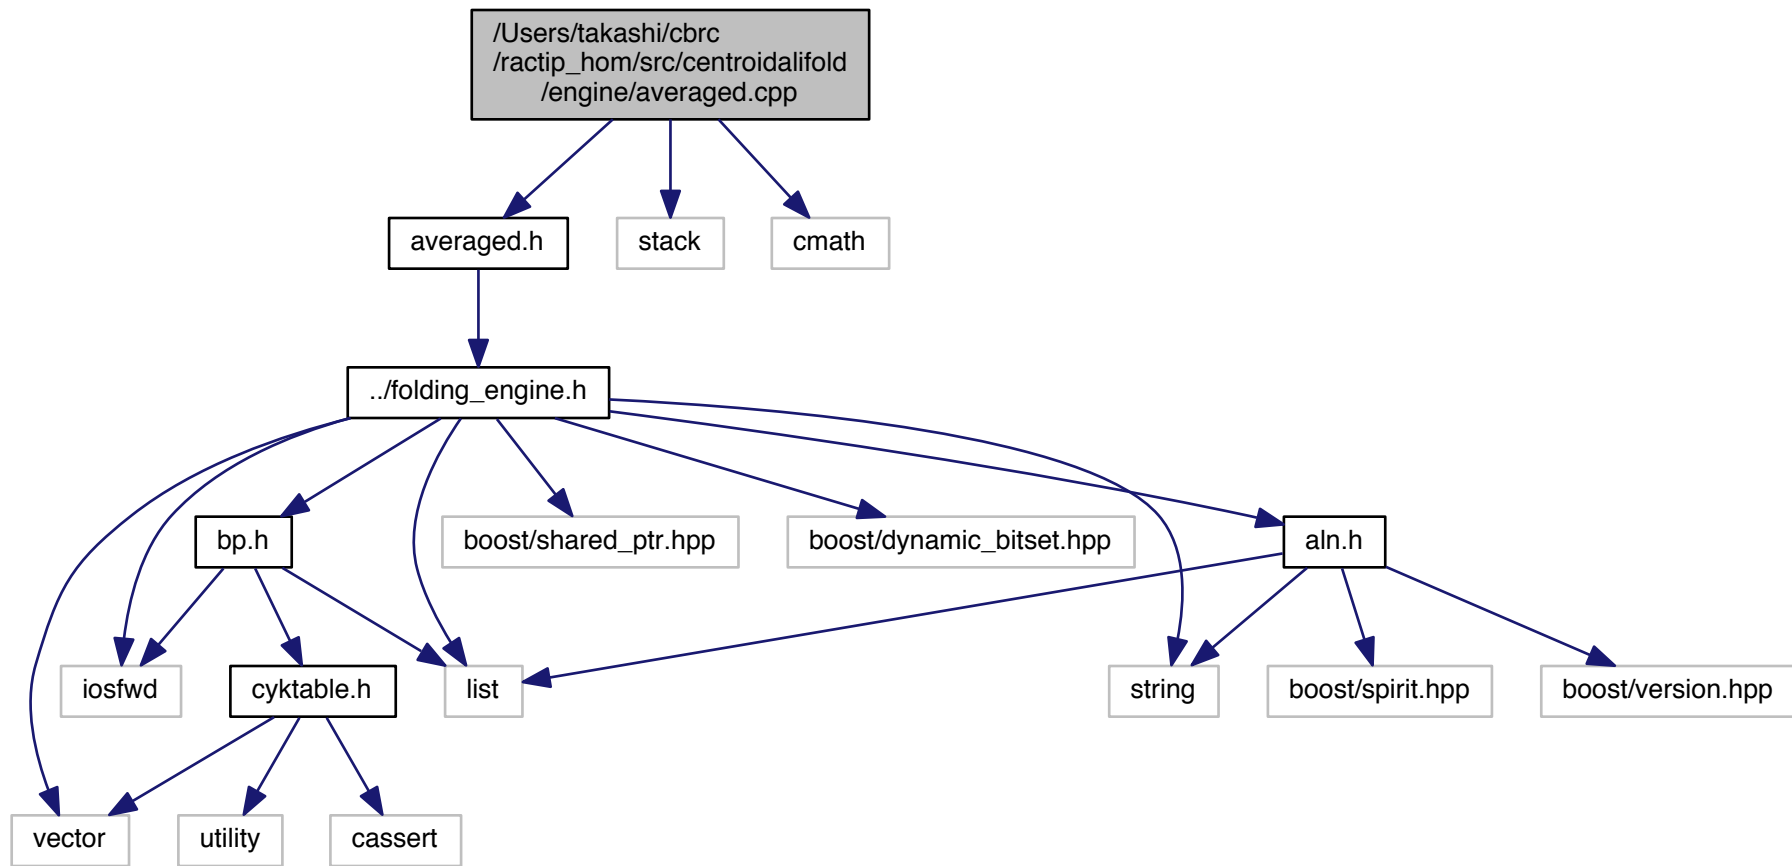 /Users/takashi/cbrc
/ractip_hom/src/centroidalifold
/engine/averaged.cpp
averaged.h
stack
cmath
../folding_engine.h
bp.h
boost/shared_ptr.hpp
boost/dynamic_bitset.hpp
aln.h
iosfwd
cyktable.h
list
string
boost/spirit.hpp
boost/version.hpp
vector
utility
cassert